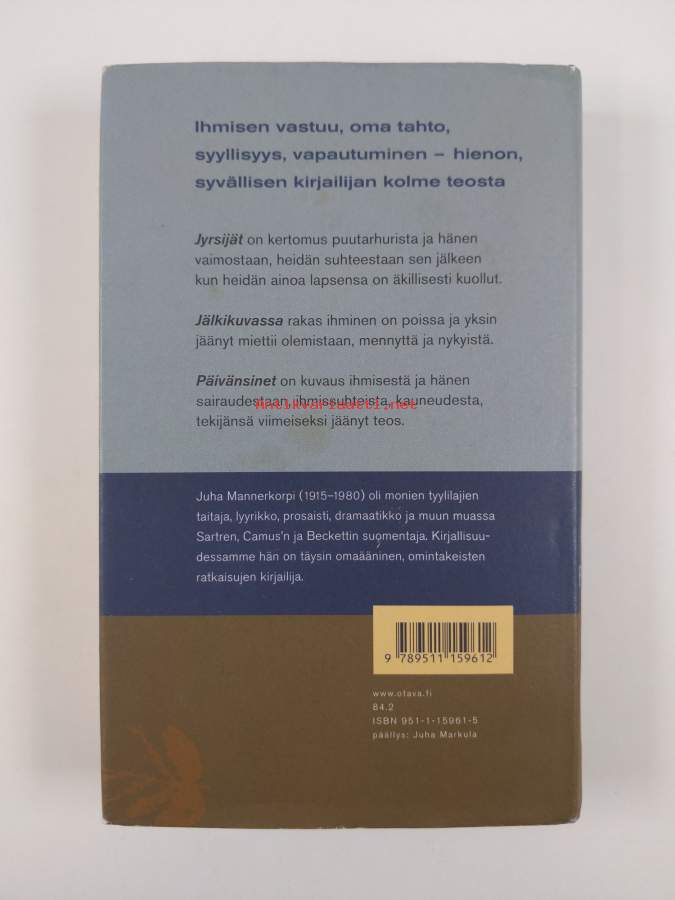 Ihmisen vastuu, oma tahto,
syyllisyys, vapautuminen – hienon,
syvällisen kirjailijan kolme teosta
Jyrsijät on kertomus puutarhurista ja hänen
vaimostaan, heidän suhteestaan sen jälkeen
kun heidän ainoa lapsensa on äkillisesti kuollut.
Jälkikuvassa rakas ihminen on poissa ja yksin
jäänyt miettii olemistaan, mennyttä ja nykyistä.
Päivänsinet on kuvaus ihmisestä ja hänen
sairaudestaan, ihmissuhteista, kauneudesta,
Antikvariaatti.net
tekijänsä viimeiseksi jäänyt teos.
Juha Mannerkorpi (1915–1980) oli monien tyylilajien
taitaja, lyyrikko, prosaisti, dramaatikko ja muun muassa
Sartren, Camus'n ja Beckettin suomentaja. Kirjallisuu-
dessamme hän on täysin omaääninen, omintakeisten
ratkaisujen kirjailija.
9 789511 159612
www.otava.fi
84.2
ISBN 951-1-15961-5
päällys: Juha Markula